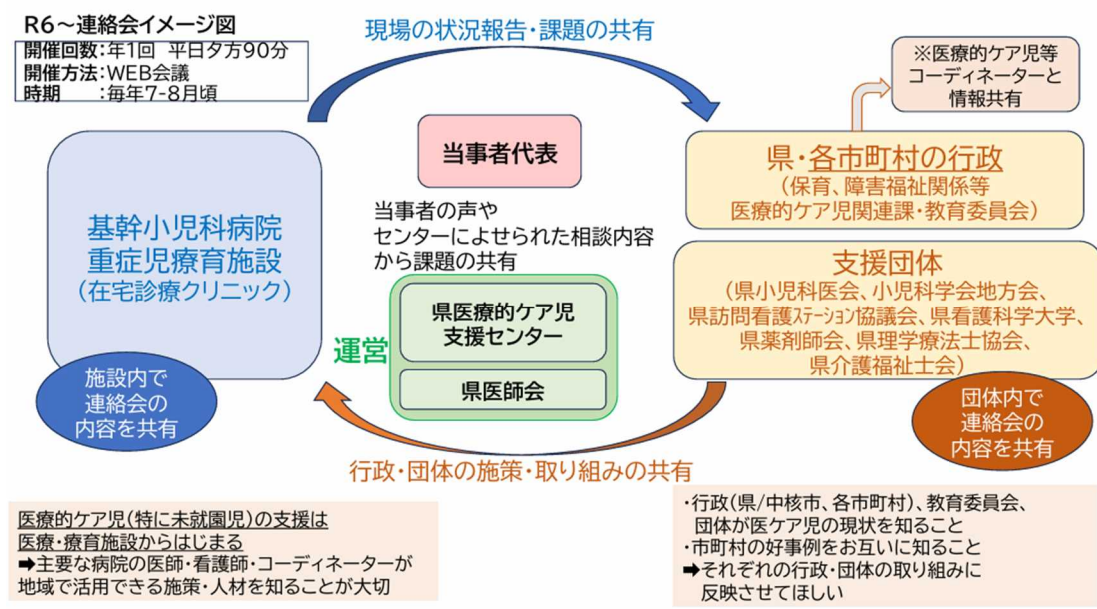 R6～連絡会イメージ図
開催回数:年1回　平日夕方90分
開催方法:WEB会議
時期　　:毎年7-8月頃
現場の状況報告・課題の共有
※医療的ケア児等
コーディネーターと
情報共有
当事者代表
県・各市町村の行政
(保育、障害福祉関係等
医療的ケア児関連課・教育委員会)
基幹小児科病院
重症児療育施設
(在宅診療クリニック)
当事者の声や
センターによせられた相談内容
から課題の共有
支援団体
(県小児科医会、小児科学会地方会、
県訪問看護ｽﾃｰｼｮﾝ協議会、県看護科学大学、
県薬剤師会、県理学療法士協会、
県介護福祉士会)
県医療的ケア児
支援センター
運営
県医師会
施設内で
連絡会の
内容を共有
団体内で
連絡会の
内容を共有
行政・団体の施策・取り組みの共有
医療的ケア児(特に未就園児)の支援は
医療・療育施設からはじまる
➡主要な病院の医師・看護師・コーディネーターが
地域で活用できる施策・人材を知ることが大切
・行政(県/中核市、各市町村)、教育委員会、
団体が医ケア児の現状を知ること
・市町村の好事例をお互いに知ること
➡それぞれの行政・団体の取り組みに
反映させてほしい